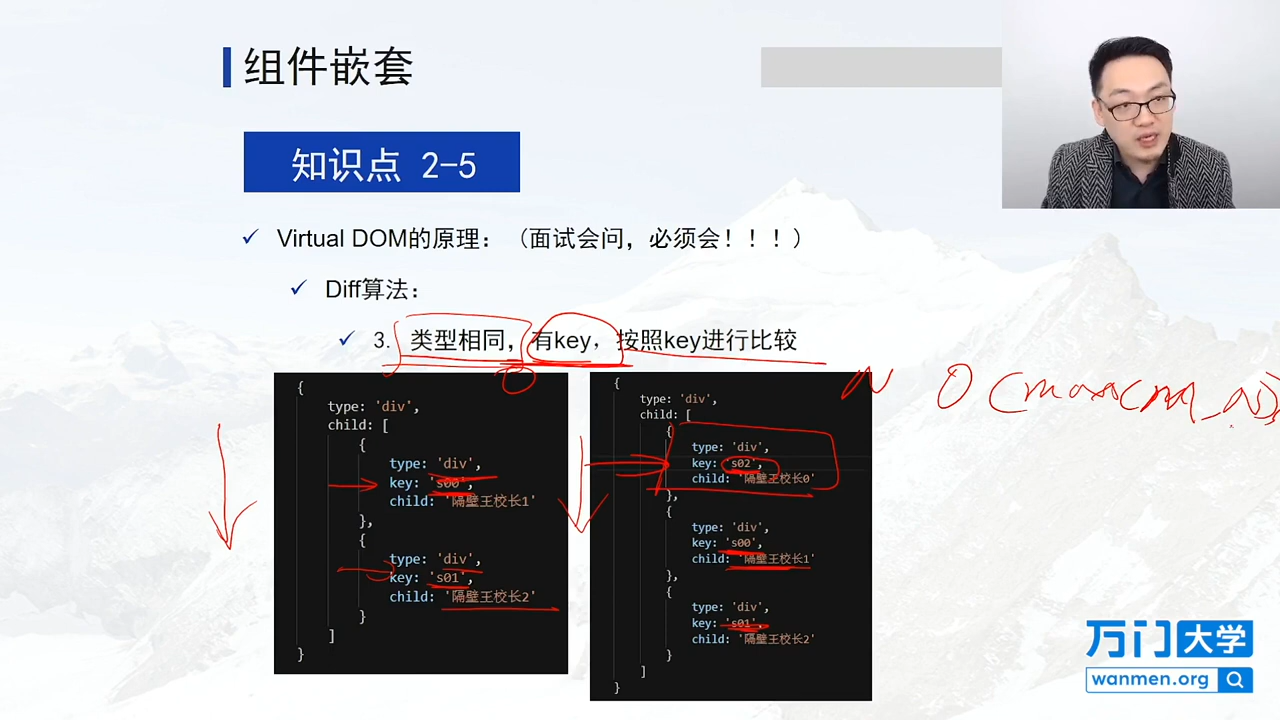 组件嵌套
知识点 2-5
✓ Virtual DOM的原理：（面试会问，必须会！！！）
✓ Diff算法：
✓ 3. 类型相同，有key，按照key进行比较
{
type: 'div',
child: [
{
type: 'div',
key: 's00',
child: '隔壁王校长1'
},
{
type: 'div',
key: 's01',
child: '隔壁王校长2'
}
]
}
{
type: 'div',
child: [
{
type: 'div',
key: 's02',
child: '隔壁王校长0'
},
{
type: 'div',
key: 's00',
child: '隔壁王校长1'
},
{
type: 'div',
key: 's01',
child: '隔壁王校长2'
}
]
}
万门大学
wanmen.org